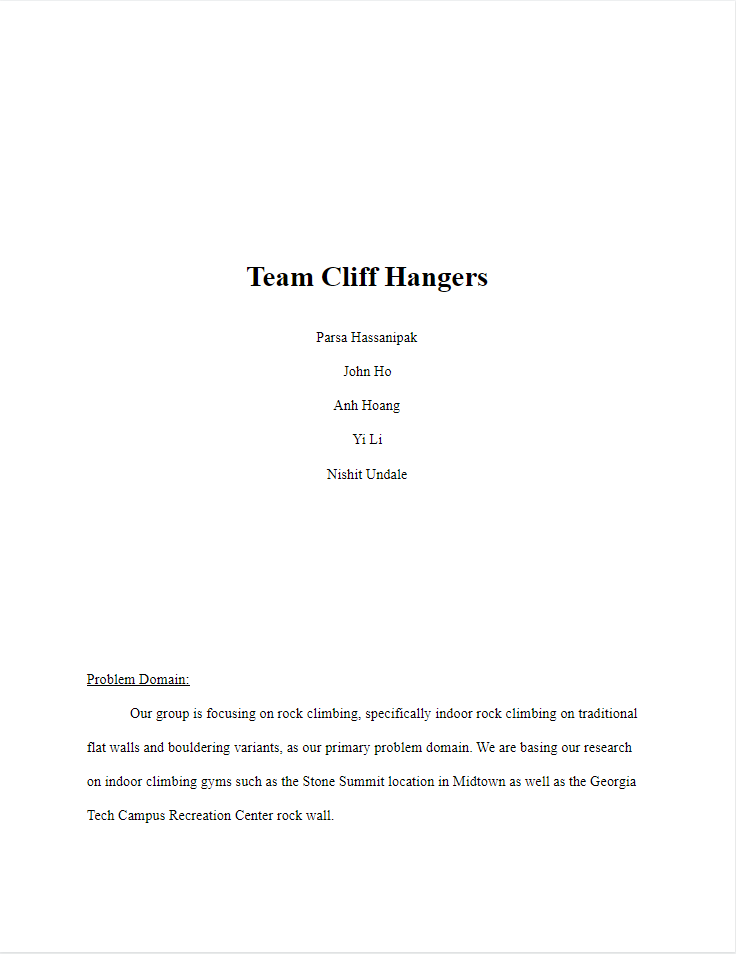 Team Cliff Hangers
Parsa Hassanipak
John Ho
Anh Hoang
Yi Li
Nishit Undale
Problem Domain:
Our group is focusing on rock climbing, specifically indoor rock climbing on traditional
flat walls and bouldering variants, as our primary problem domain. We are basing our research
on indoor climbing gyms such as the Stone Summit location in Midtown as well as the Georgia
Tech Campus Recreation Center rock wall.